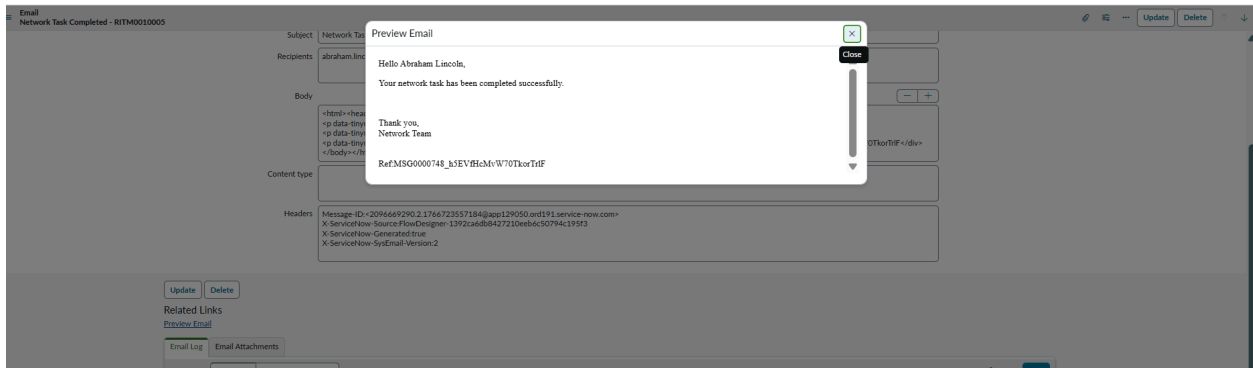 Email
Network Task Completed - RITM0010005
Update Delete
Subject Network Tas
Recipients abraham.linc
Body
<html><head
<p data-tiny
<p data-tiny
<p data-tiny
</body></h
0TkorTrlF</div>
Preview Email
Close
Hello Abraham Lincoln,
Your network task has been completed successfully.
Thank you,
Network Team
Ref:MSG0000748_h5EVfHcMvW70TkorTrlF
Content type
Headers
Message-ID:<2096669290.2.1766723557184@app129050.ord191.service-now.com>
X-ServiceNow-Source:FlowDesigner-1392ca6db8427210eeb6c50794c195f3
X-ServiceNow-Generated:true
X-ServiceNow-SysEmail-Version:2
Update Delete
Related Links
Preview Email
Email Log Email Attachments